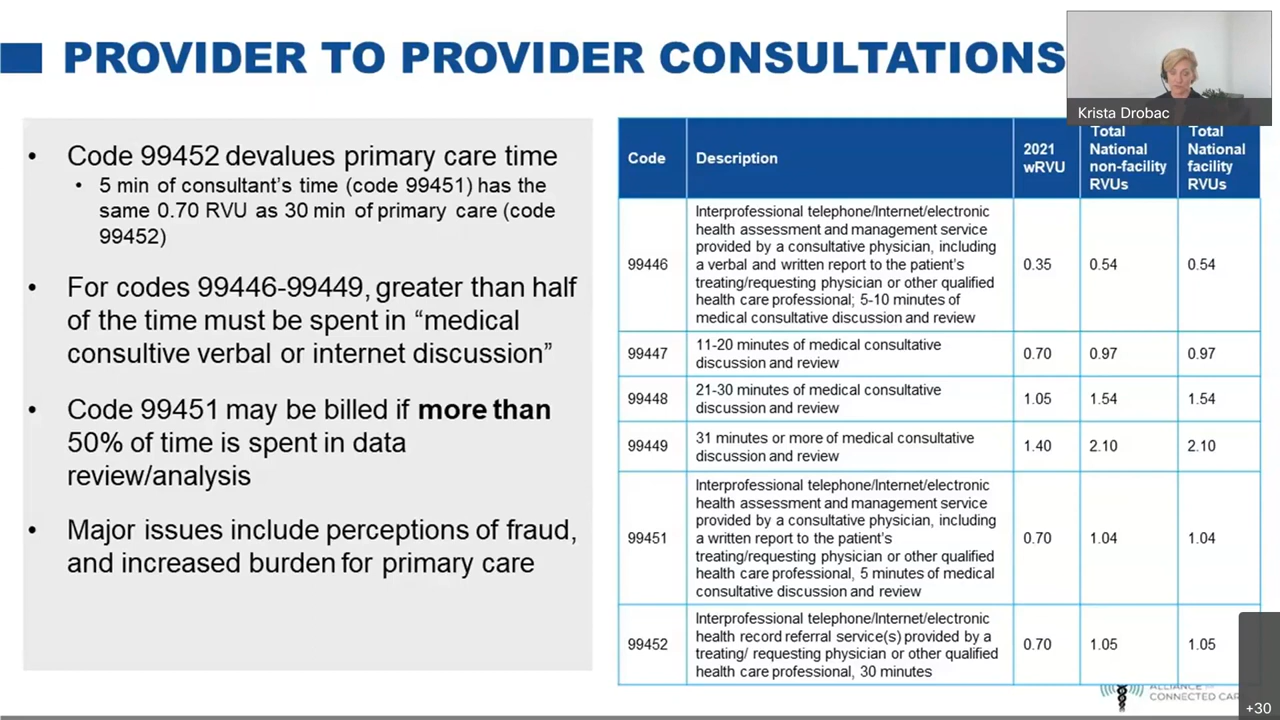 PROVIDER TO PROVIDER CONSULTATIONS
Krista Drobac
• Code 99452 devalues primary care time
• 5 min of consultant's time (code 99451) has the
same 0.70 RVU as 30 min of primary care (code
99452)
• For codes 99446-99449, greater than half
of the time must be spent in “medical
consultive verbal or internet discussion”
• Code 99451 may be billed if more than
50% of time is spent in data
review/analysis
• Major issues include perceptions of fraud,
and increased burden for primary care
Code
Description
2021
wRVU
Total
National
non-facility
RVUs
Total
National
facility
RVUs
99446
Interprofessional telephone/Internet/electronic
health assessment and management service
provided by a consultative physician, including
a verbal and written report to the patient's
treating/requesting physician or other qualified
health care professional; 5-10 minutes of
medical consultative discussion and review
0.35
0.54
0.54
99447
11-20 minutes of medical consultative
discussion and review
0.70
0.97
0.97
99448
21-30 minutes of medical consultative
discussion and review
1.05
1.54
1.54
99449
31 minutes or more of medical consultative
discussion and review
1.40
2.10
2.10
99451
Interprofessional telephone/Internet/electronic
health assessment and management service
provided by a consultative physician, including
a written report to the patient's
treating/requesting physician or other qualified
health care professional, 5 minutes of medical
consultative discussion and review
0.70
1.04
1.04
99452
Interprofessional telephone/Internet/electronic
health record referral service(s) provided by a
treating/ requesting physician or other qualified
health care professional, 30 minutes
0.70
1.05
1.05
CONNECTED CAR
+30